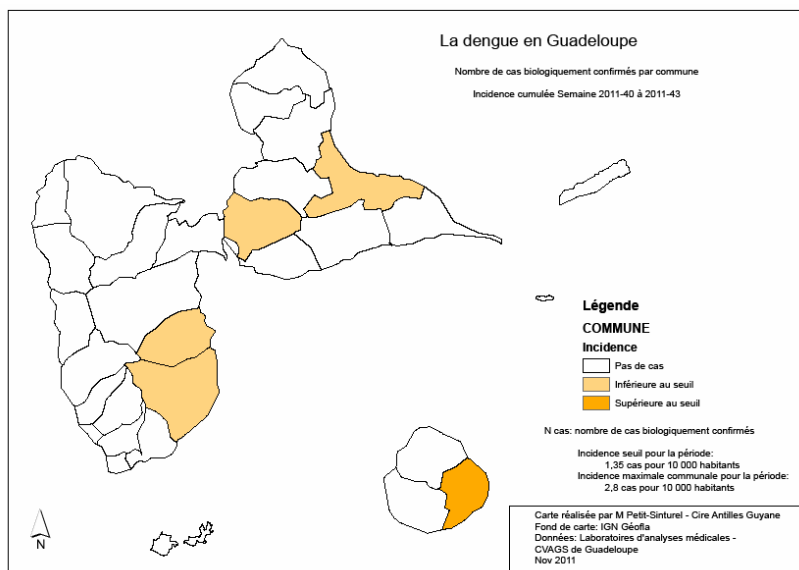 La dengue en Guadeloupe
Nombre de cas biologiquement confirmés par commune
Incidence cumulée Semaine 2011-40 à 2011-43
Légende
COMMUNE
Incidence
Pas de cas
Inférieure au seuil
Supérieure au seuil
N cas: nombre de cas biologiquement confirmés
Incidence seuil pour la période:
1,35 cas pour 10 000 habitants
Incidence maximale communale pour la période:
2,8 cas pour 10 000 habitants
Carte réalisée par M Petit-Sinturel - Cire Antilles Guyane
Fond de carte: IGN Géofla
Données: Laboratoires d'analyses médicales -
CVAGS de Guadeloupe
Nov 2011
N